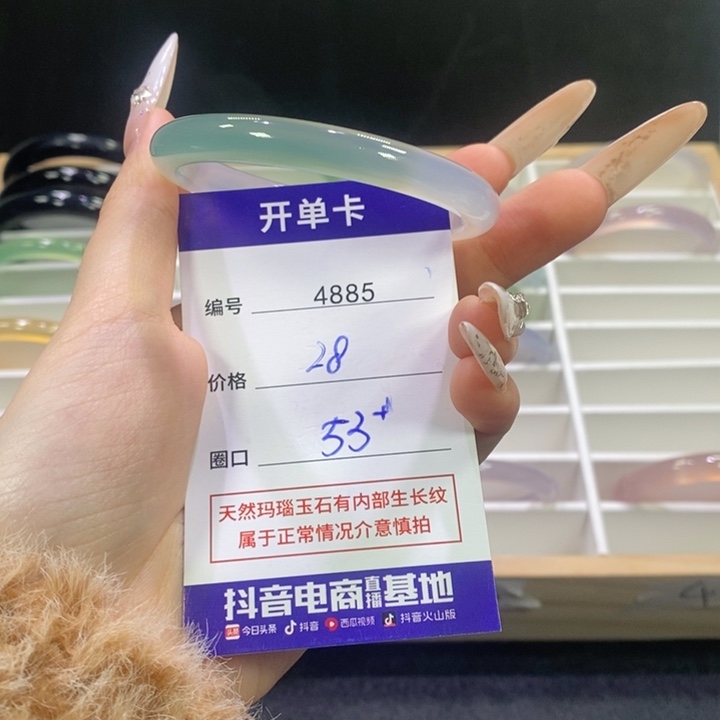 开单卡
编号 4885
价格 28
圈口 53+
天然玛瑙玉石有内部生长纹
属于正常情况介意慎拍
抖音电商直播基地
头条 今日头条 抖音 西瓜视频 抖音火山版